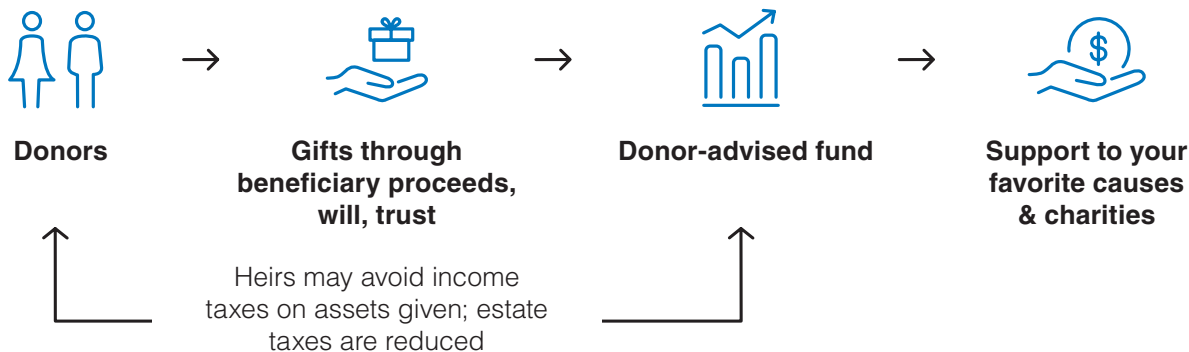 $
Donors
Gifts through
beneficiary proceeds,
will, trust
Donor-advised fund
Support to your
favorite causes
& charities
Heirs may avoid income
taxes on assets given; estate
taxes are reduced